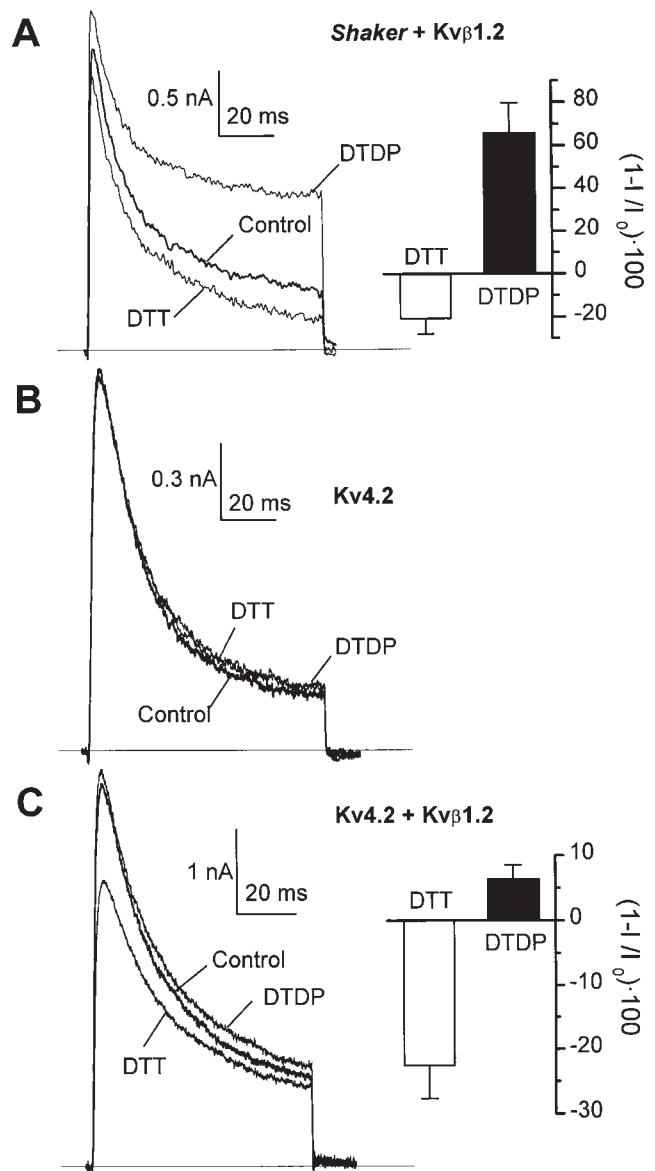 A
Shaker + Kvβ1.2
0.5 nA
20 ms
DTDP
Control
DTT
DTT
DTDP
80
60
40
20
0
-20
(1-I /I o)·100
B
Kv4.2
0.3 nA
20 ms
DTT
DTDP
Control
C
Kv4.2 + Kvβ1.2
1 nA
20 ms
Control
DTDP
DTT
DTT
DTDP
10
0
-10
-20
-30
(1-I /I o)·100